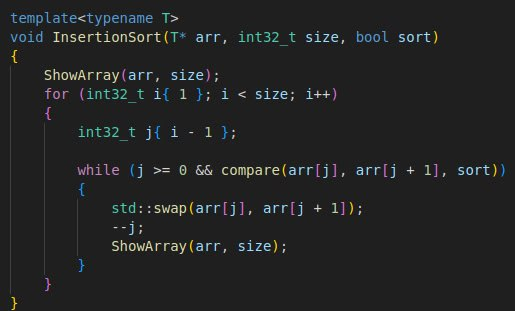 template<typename T>
void InsertionSort(T* arr, int32_t size, bool sort)
{
    ShowArray(arr, size);
    for (int32_t i{ 1 }; i < size; i++)
    {
        int32_t j{ i - 1 };

        while (j >= 0 && compare(arr[j], arr[j + 1], sort))
        {
            std::swap(arr[j], arr[j + 1]);
            --j;
            ShowArray(arr, size);
        }
    }
}